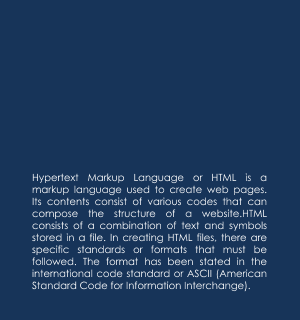 Hypertext Markup Language or HTML is a
markup language used to create web pages.
Its contents consist of various codes that can
compose the structure of a website.HTML
consists of a combination of text and symbols
stored in a file. In creating HTML files, there are
specific standards or formats that must be
followed. The format has been stated in the
international code standard or ASCII (American
Standard Code for Information Interchange).